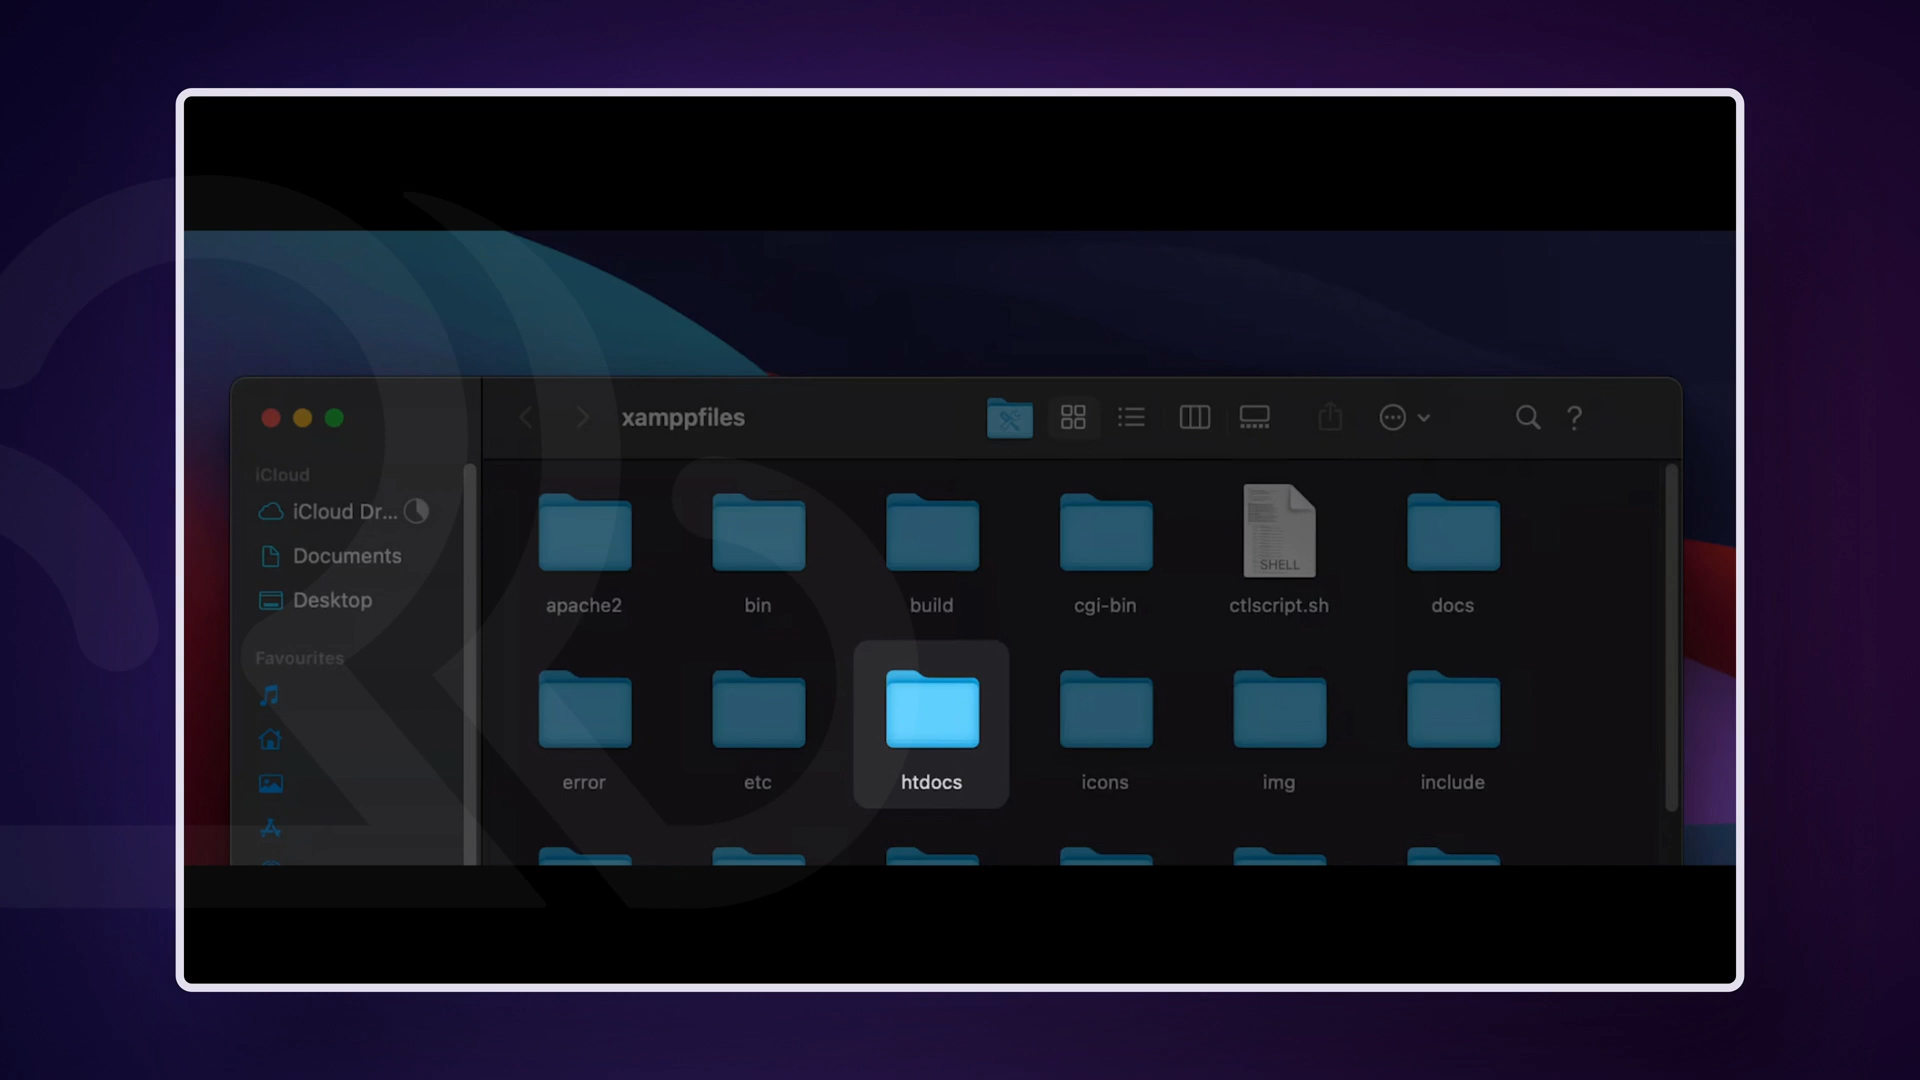 xamppfiles
iCloud
iCloud Dr...
Documents
Desktop
Favourites
apache2
bin
build
cgi-bin
SHELL
ctlscript.sh
docs
error
etc
htdocs
icons
img
include